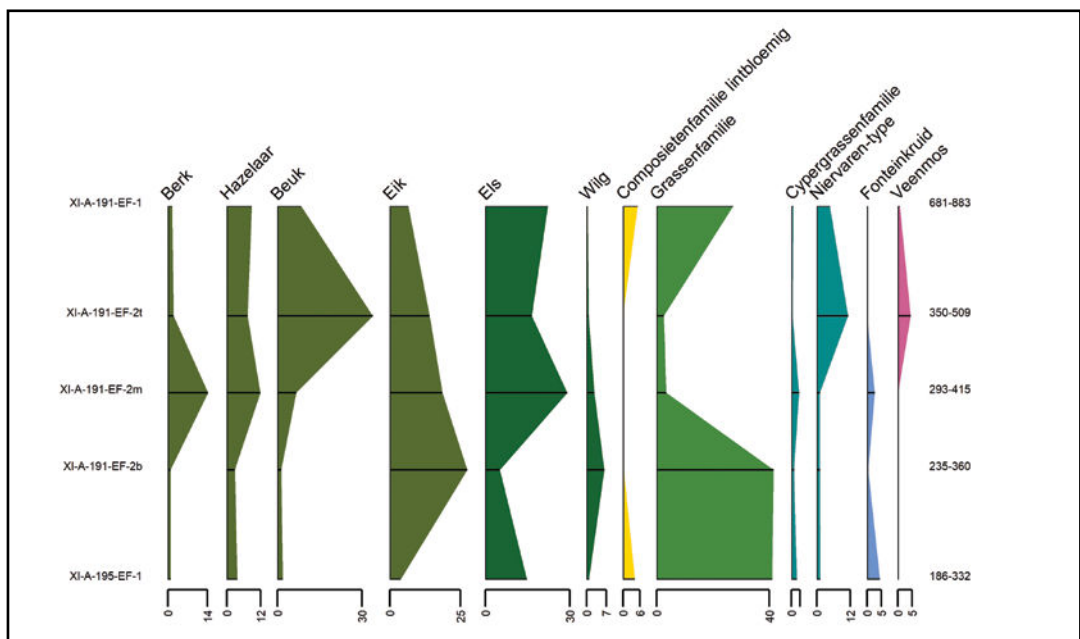 Berk
Hazelaar
Beuk
Eik
Els
Wilg
Composietenfamilie lintbloemig
Grassenfamilie
Cypergrassenfamilie
Niervaren-type
Fonteinkruid
Veenmos
XI-A-191-EF-1 681-883
XI-A-191-EF-2t 350-509
XI-A-191-EF-2m 293-415
XI-A-191-EF-2b 235-360
XI-A-195-EF-1 186-332
0 14 0 12 0 30 0 25 0 30 0 7 0 6 0 40 0 3 0 12 0 5 0 5